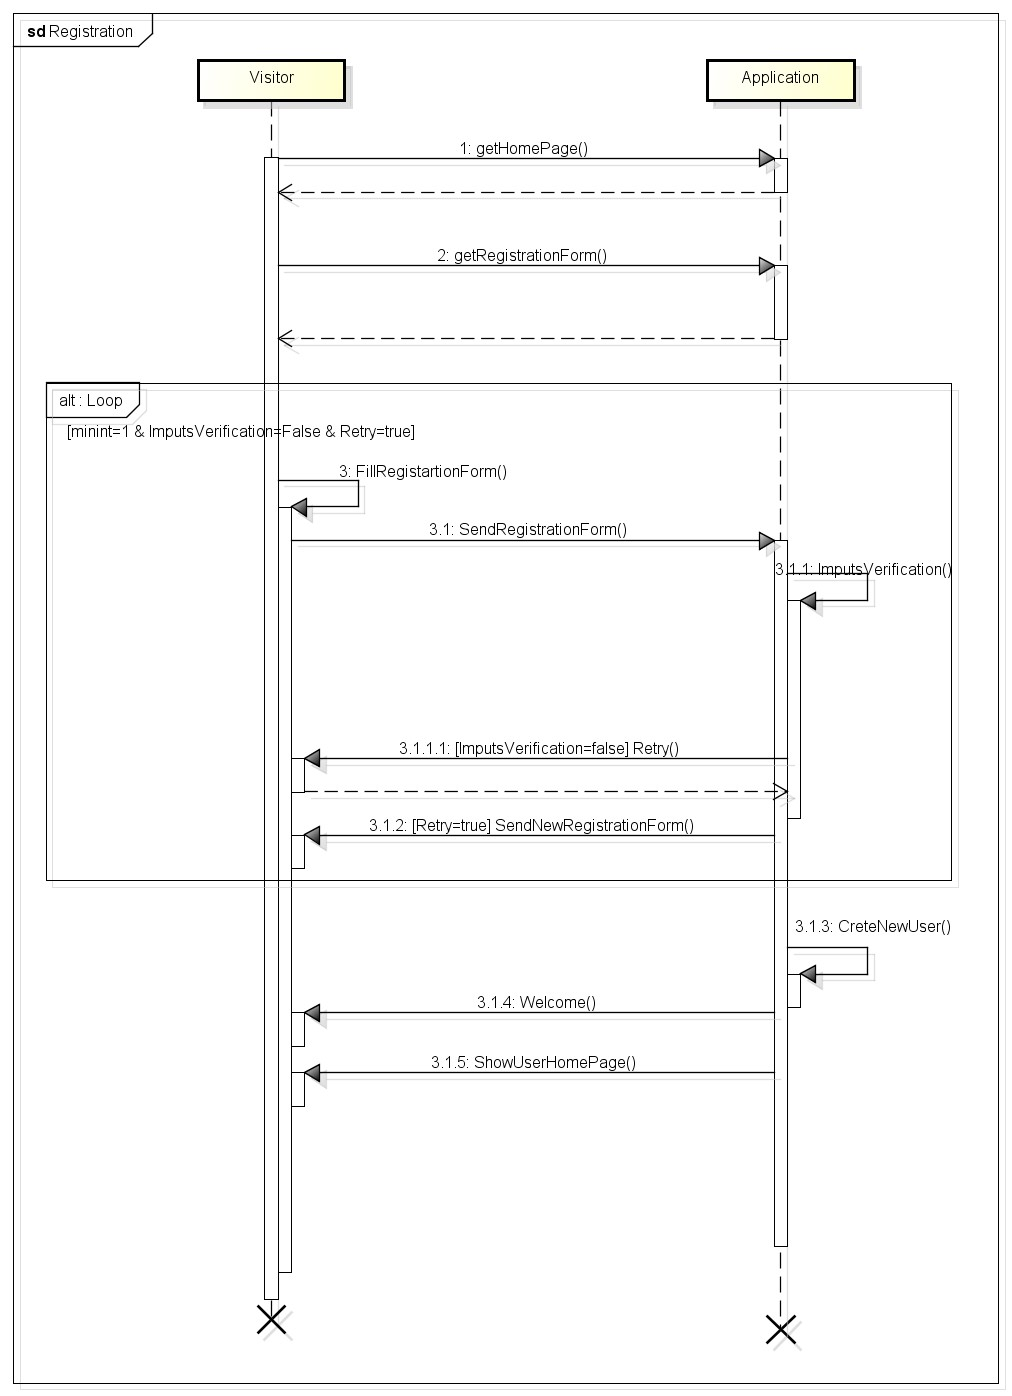 sd Registration
Visitor
Application
1: getHomePage()
2: getRegistrationForm()
alt : Loop
[minint=1 & ImputsVerification=False & Retry=true]
3: FillRegistartionForm()
3.1: SendRegistrationForm()
3.1.1: ImputsVerification()
3.1.1.1: [ImputsVerification=false] Retry()
3.1.2: [Retry=true] SendNewRegistrationForm()
3.1.3: CreteNewUser()
3.1.4: Welcome()
3.1.5: ShowUserHomePage()